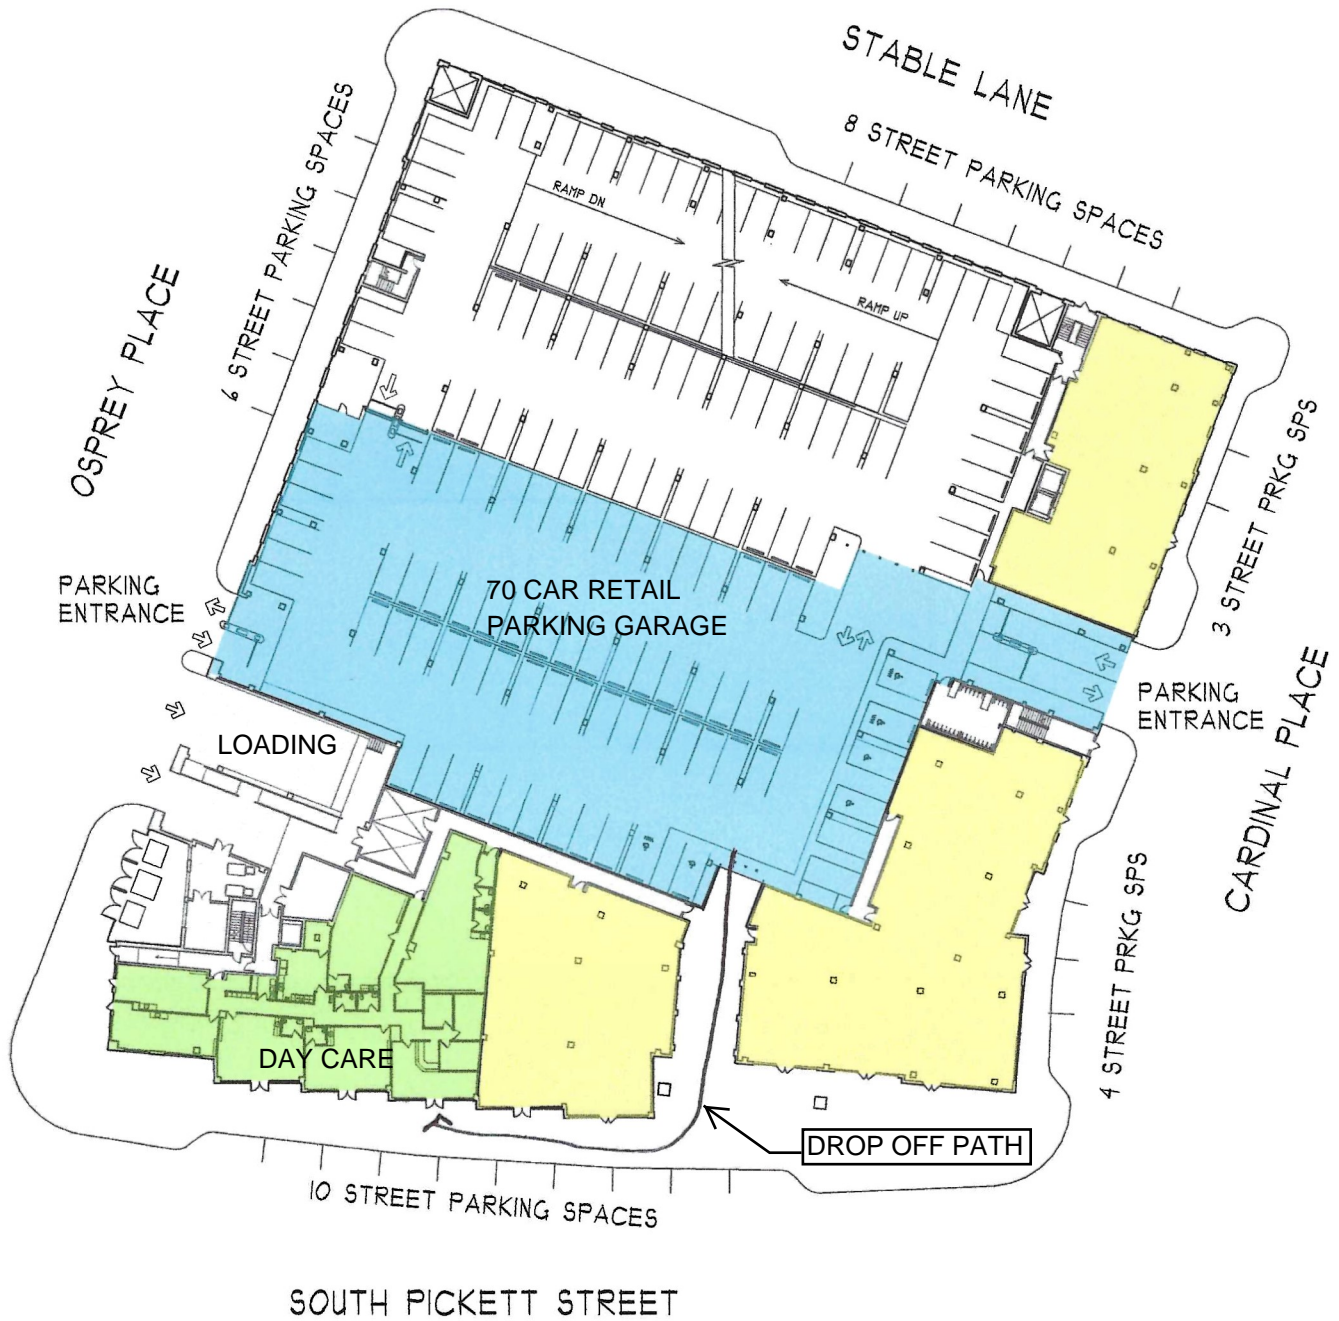 STABLE LANE
8 STREET PARKING SPACES
6 STREET PARKING SPACES
OSPREY PLACE
RAMP DN
RAMP UP
3 STREET PRKG SPS
PARKING
ENTRANCE
70 CAR RETAIL
PARKING GARAGE
PARKING
ENTRANCE
CARDINAL PLACE
LOADING
4 STREET PRKG SPS
DAY CARE
DROP OFF PATH
10 STREET PARKING SPACES
SOUTH PICKETT STREET